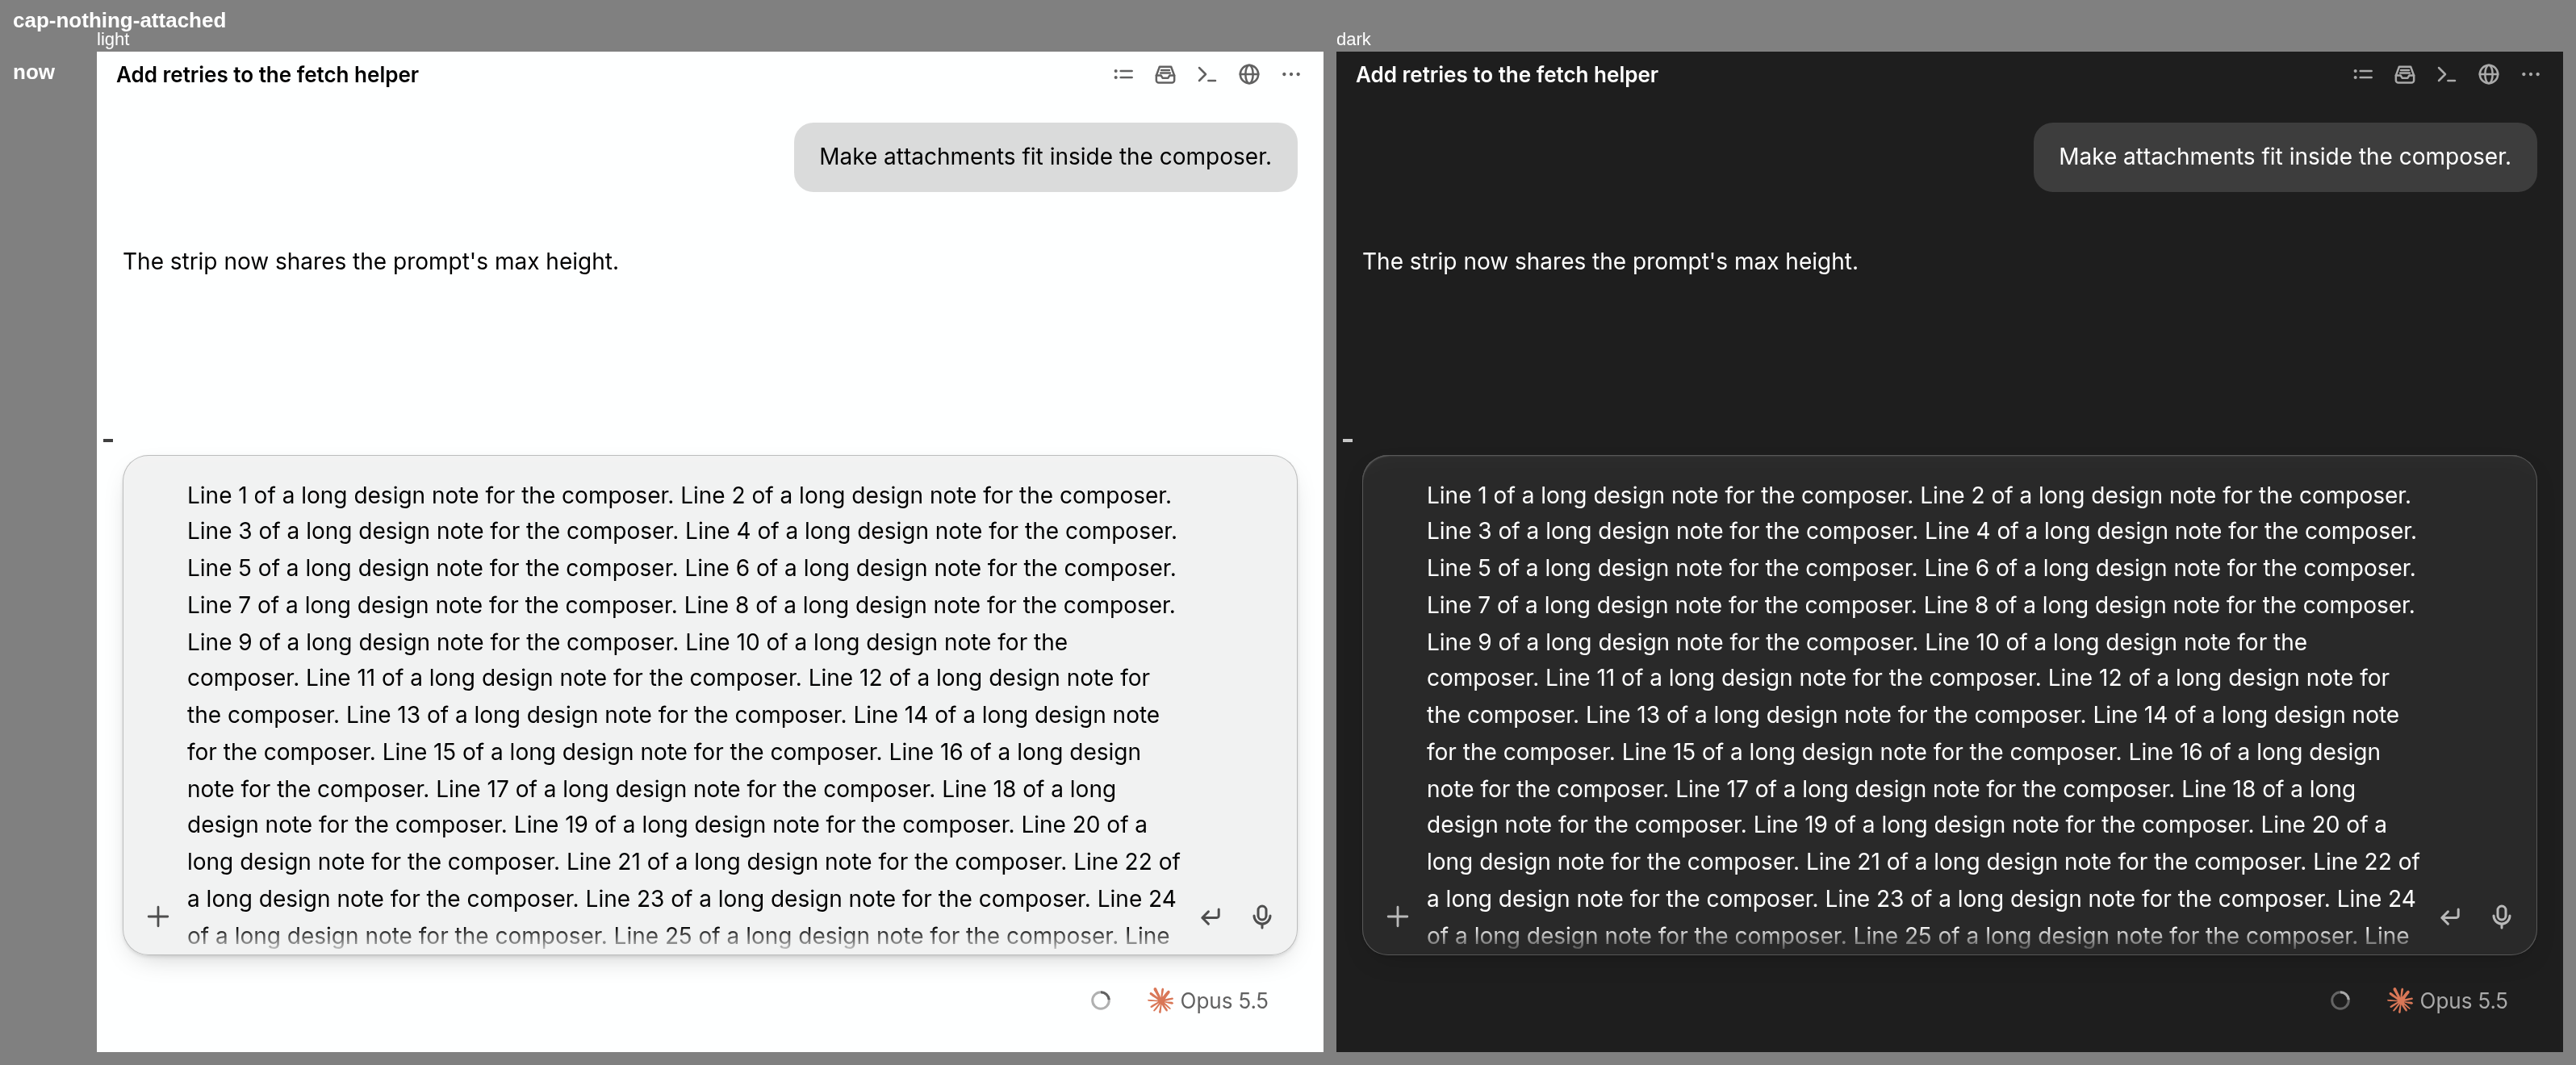 cap-nothing-attached
light
dark
now
Add retries to the fetch helper
Make attachments fit inside the composer.
The strip now shares the prompt's max height.
Line 1 of a long design note for the composer. Line 2 of a long design note for the composer.
Line 3 of a long design note for the composer. Line 4 of a long design note for the composer.
Line 5 of a long design note for the composer. Line 6 of a long design note for the composer.
Line 7 of a long design note for the composer. Line 8 of a long design note for the composer.
Line 9 of a long design note for the composer. Line 10 of a long design note for the
composer. Line 11 of a long design note for the composer. Line 12 of a long design note for
the composer. Line 13 of a long design note for the composer. Line 14 of a long design note
for the composer. Line 15 of a long design note for the composer. Line 16 of a long design
note for the composer. Line 17 of a long design note for the composer. Line 18 of a long
design note for the composer. Line 19 of a long design note for the composer. Line 20 of a
long design note for the composer. Line 21 of a long design note for the composer. Line 22 of
a long design note for the composer. Line 23 of a long design note for the composer. Line 24
of a long design note for the composer. Line 25 of a long design note for the composer. Line
Opus 5.5
Add retries to the fetch helper
Make attachments fit inside the composer.
The strip now shares the prompt's max height.
Line 1 of a long design note for the composer. Line 2 of a long design note for the composer.
Line 3 of a long design note for the composer. Line 4 of a long design note for the composer.
Line 5 of a long design note for the composer. Line 6 of a long design note for the composer.
Line 7 of a long design note for the composer. Line 8 of a long design note for the composer.
Line 9 of a long design note for the composer. Line 10 of a long design note for the
composer. Line 11 of a long design note for the composer. Line 12 of a long design note for
the composer. Line 13 of a long design note for the composer. Line 14 of a long design note
for the composer. Line 15 of a long design note for the composer. Line 16 of a long design
note for the composer. Line 17 of a long design note for the composer. Line 18 of a long
design note for the composer. Line 19 of a long design note for the composer. Line 20 of a
long design note for the composer. Line 21 of a long design note for the composer. Line 22 of
a long design note for the composer. Line 23 of a long design note for the composer. Line 24
of a long design note for the composer. Line 25 of a long design note for the composer. Line
Opus 5.5